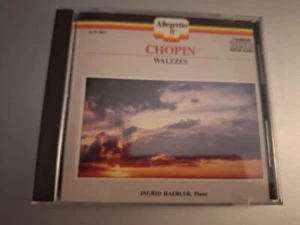 Allegretto
CHOPIN
WALTZES
INGRID HAEBLER, Piano